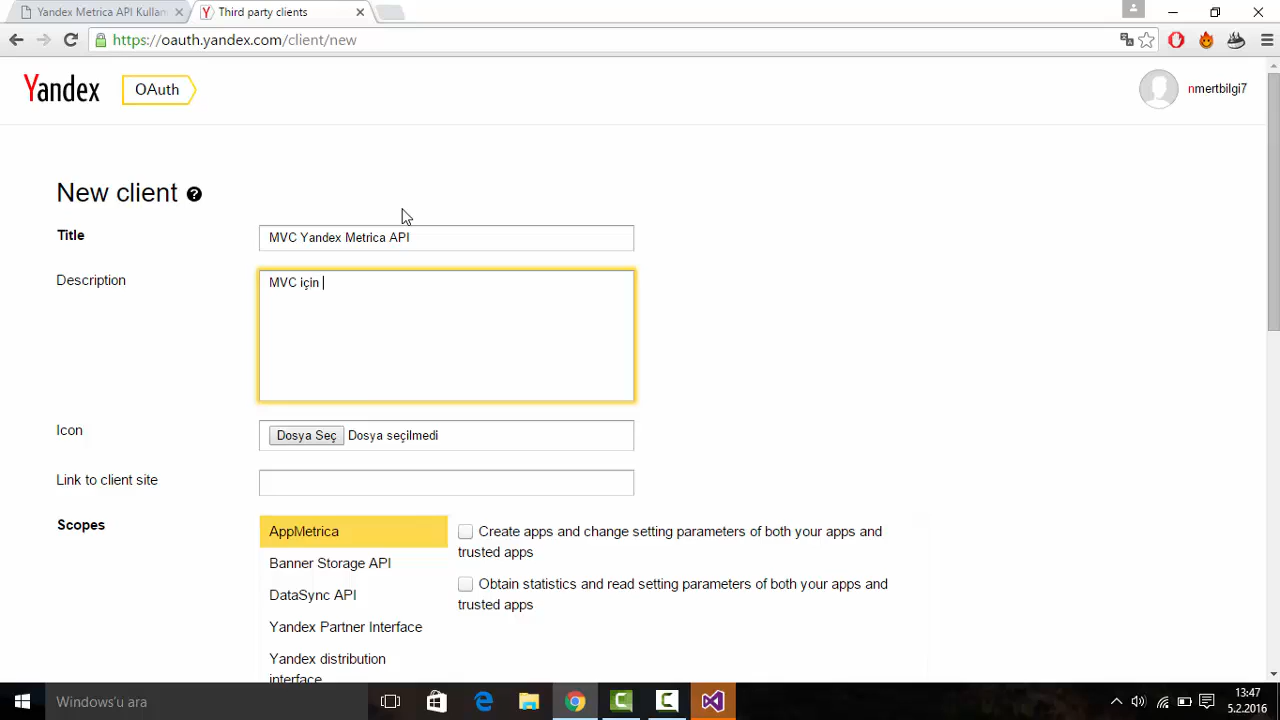 Yandex Metrica API Kullan
Third party clients
https://oauth.yandex.com/client/new
Yandex
OAuth
nmertbilgi7
New client
Title
MVC Yandex Metrica API
Description
MVC için
Icon
Dosya Seç Dosya seçilmedi
Link to client site
Scopes
AppMetrica
Create apps and change setting parameters of both your apps and
trusted apps
Banner Storage API
Obtain statistics and read setting parameters of both your apps and
trusted apps
DataSync API
Yandex Partner Interface
Yandex distribution
interface
Windows'u ara
13:47
5.2.2016